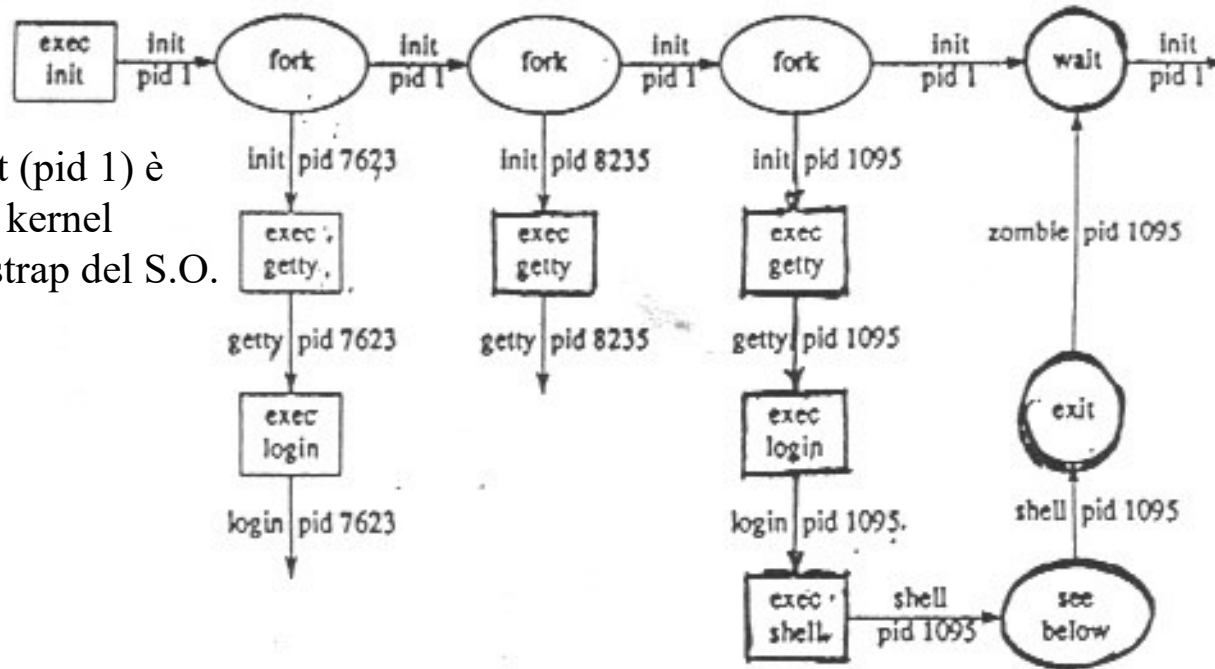 exec
init
init
pid 1
fork
init
pid 1
fork
init
pid 1
fork
init
pid 1
wait
init
pid 1
t (pid 1) è
kernel
strap del S.O.
init pid 7623
init pid 8235
init pid 1095
exec
getty
exec
getty
exec
getty
zombie pid 1095
getty pid 7623
getty pid 8235
getty pid 1095
exec
login
exec
login
exit
login pid 7623
login pid 1095
shell pid 1095
exec
shell
shell
pid 1095
see
below